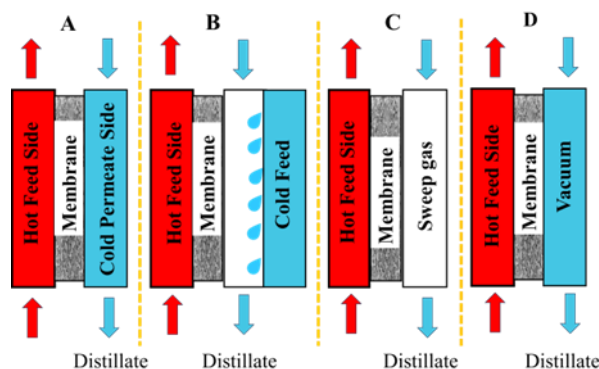 A
B
C
D
Hot Feed Side
Membrane
Cold Permeate Side
Hot Feed Side
Membrane
Cold Feed
Hot Feed Side
Membrane
Sweep gas
Hot Feed Side
Membrane
Vacuum
Distillate
Distillate
Distillate
Distillate